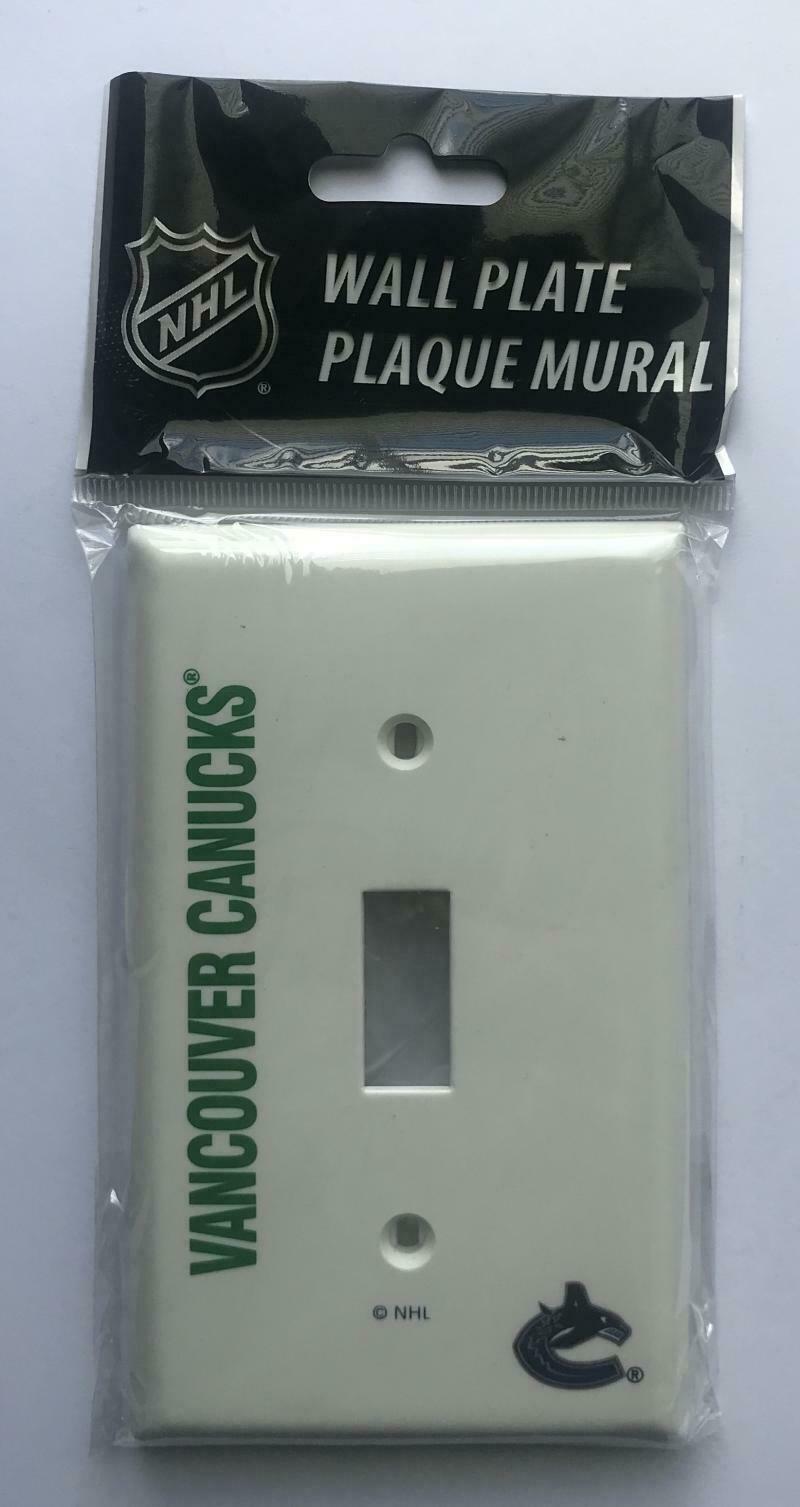 NHL
®
WALL PLATE
PLAQUE MURAL
VANCOUVER CANUCKS®
© NHL
®